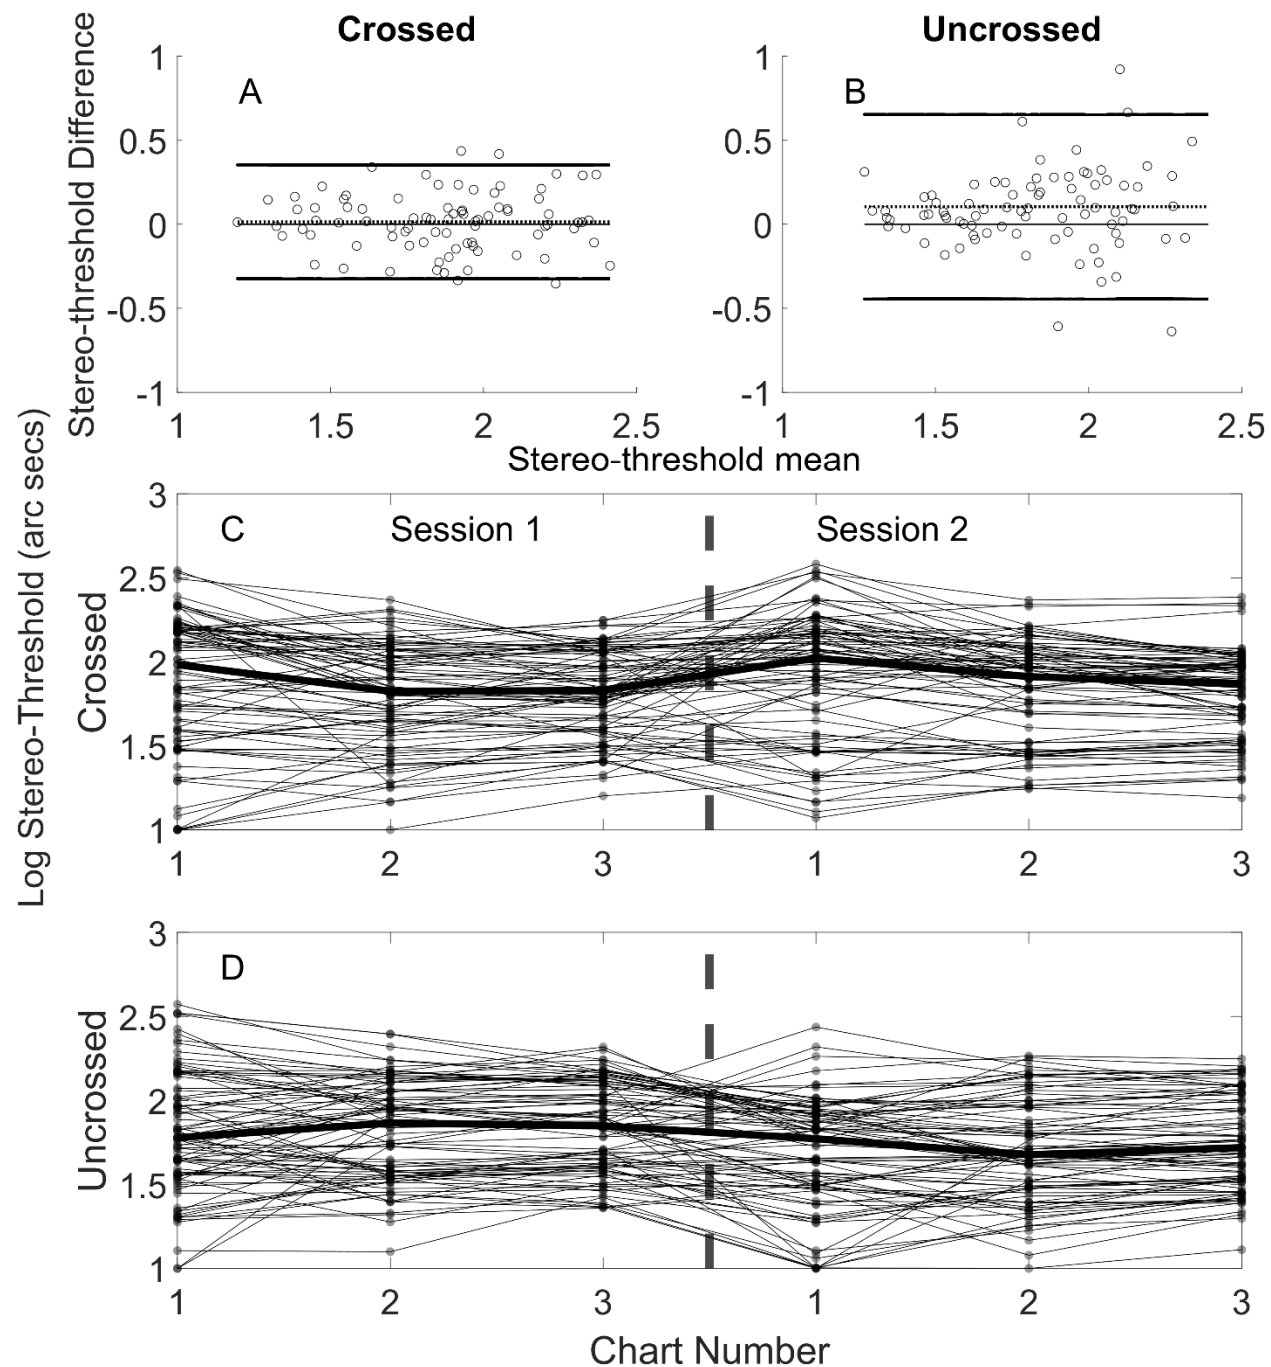 Crossed
Uncrossed
Stereo-threshold Difference
1
0.5
0
-0.5
-1
A
1
1.5
2
2.5
1
0.5
0
-0.5
-1
B
1
1.5
2
2.5
Stereo-threshold mean
Log Stereo-Threshold (arc secs)
Crossed
3
2.5
2
1.5
1
C
Session 1
Session 2
1
2
3
1
2
3
Uncrossed
3
2.5
2
1.5
1
D
1
2
3
1
2
3
Chart Number